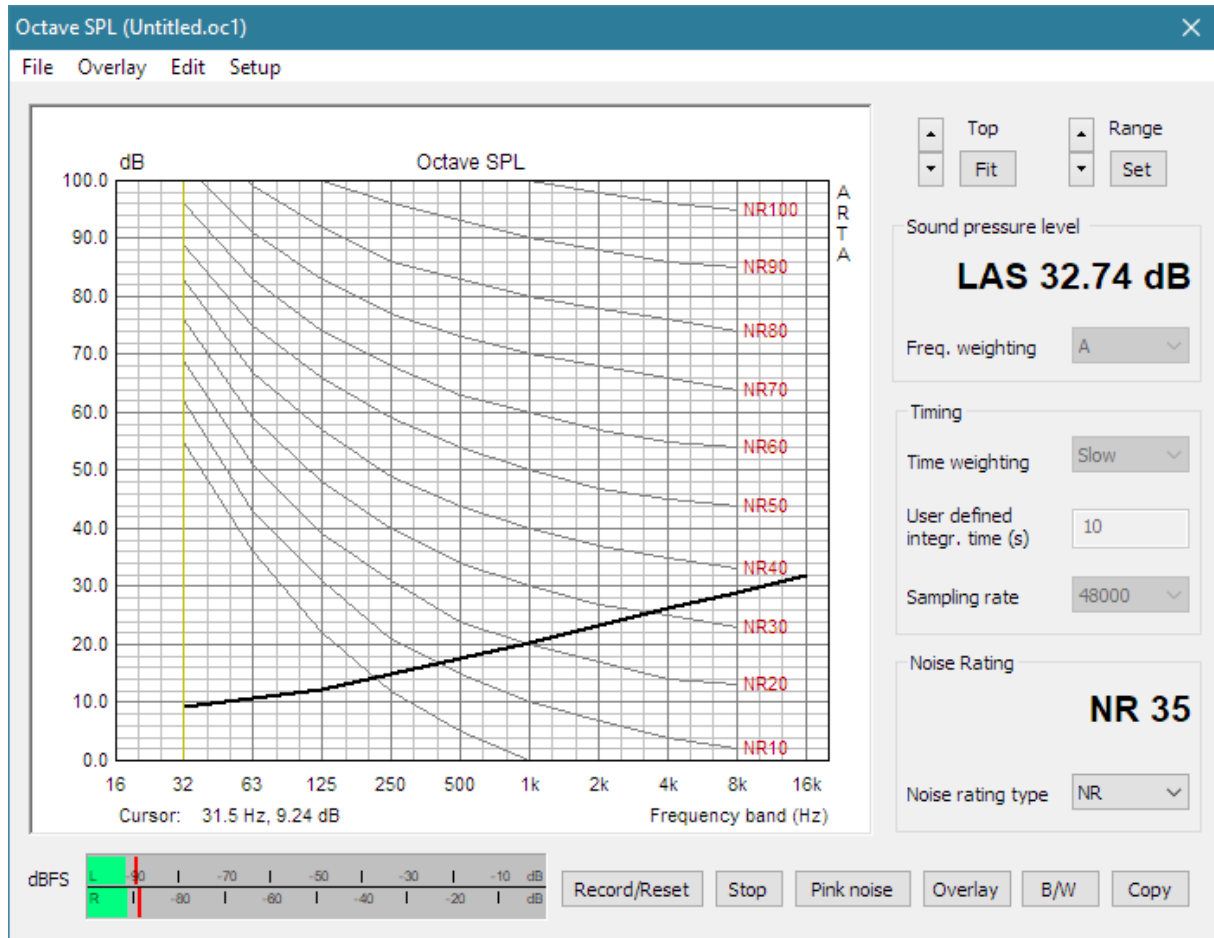 Octave SPL (Untitled.oc1)
File Overlay Edit Setup
dB
Octave SPL
100.0
90.0
80.0
70.0
60.0
50.0
40.0
30.0
20.0
10.0
0.0
16 32 63 125 250 500 1k 2k 4k 8k 16k
NR100
NR90
NR80
NR70
NR60
NR50
NR40
NR30
NR20
NR10
A
R
T
A
Cursor: 31.5 Hz, 9.24 dB
Frequency band (Hz)
Top
Fit
Range
Set
Sound pressure level
LAS 32.74 dB
Freq. weighting A
Timing
Time weighting Slow
User defined
integr. time (s) 10
Sampling rate 48000
Noise Rating
NR 35
Noise rating type NR
dBFS
L -90 -70 -50 -30 -10 dB
R -80 -60 -40 -20 dB
Record/Reset Stop Pink noise Overlay B/W Copy